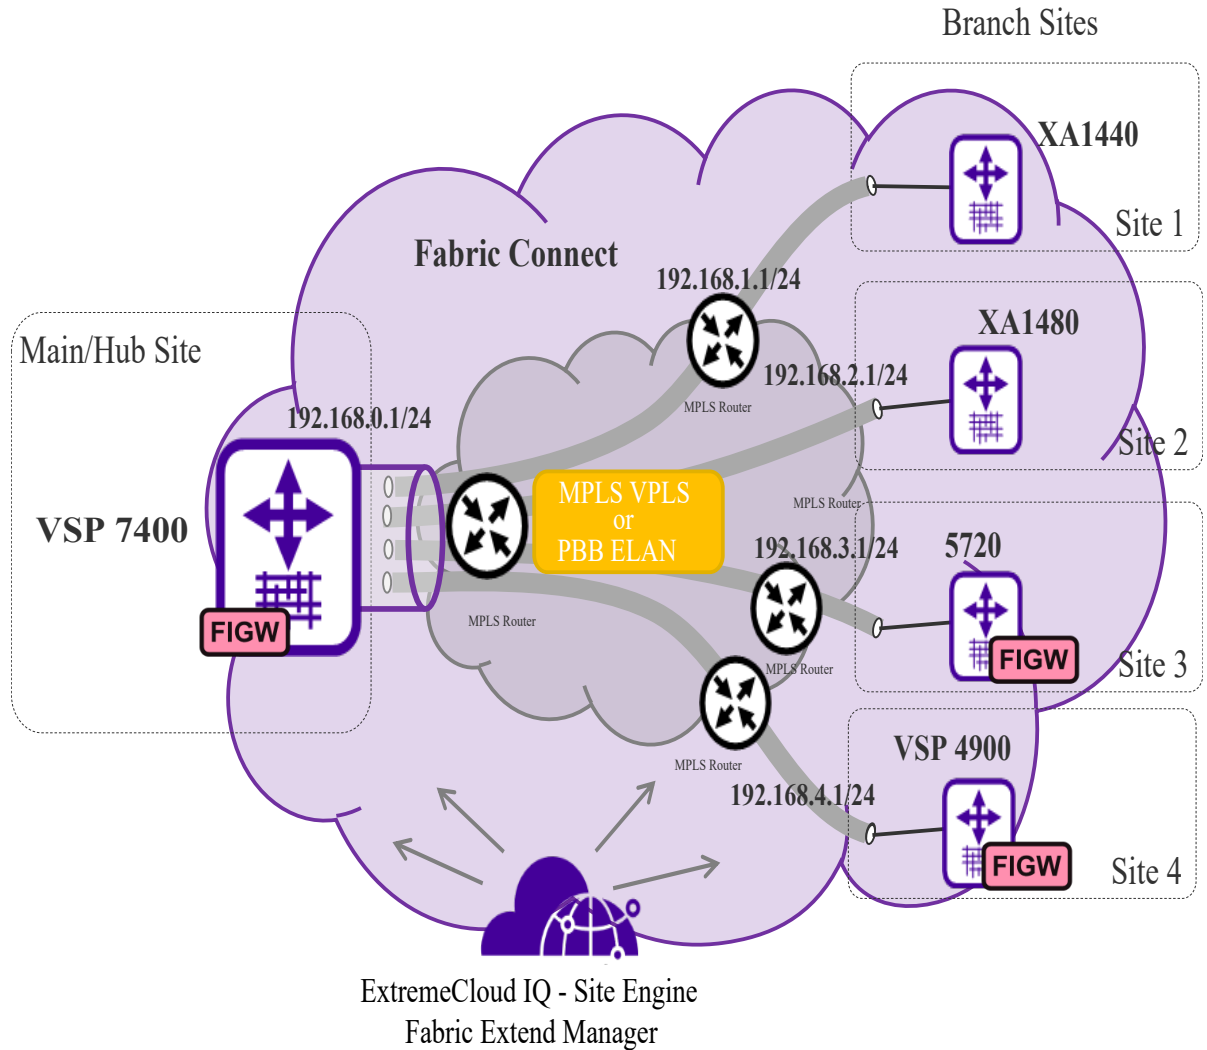 Branch Sites
XA1440
Site 1
Fabric Connect
192.168.1.1/24
XA1480
Main/Hub Site
192.168.2.1/24
MPLS Router
192.168.0.1/24
Site 2
MPLS VPLS
or
PBB ELAN
MPLS Router
VSP 7400
192.168.3.1/24
5720
FIGW
MPLS Router
FIGW
Site 3
MPLS Router
VSP 4900
MPLS Router
192.168.4.1/24
FIGW
Site 4
ExtremeCloud IQ - Site Engine
Fabric Extend Manager